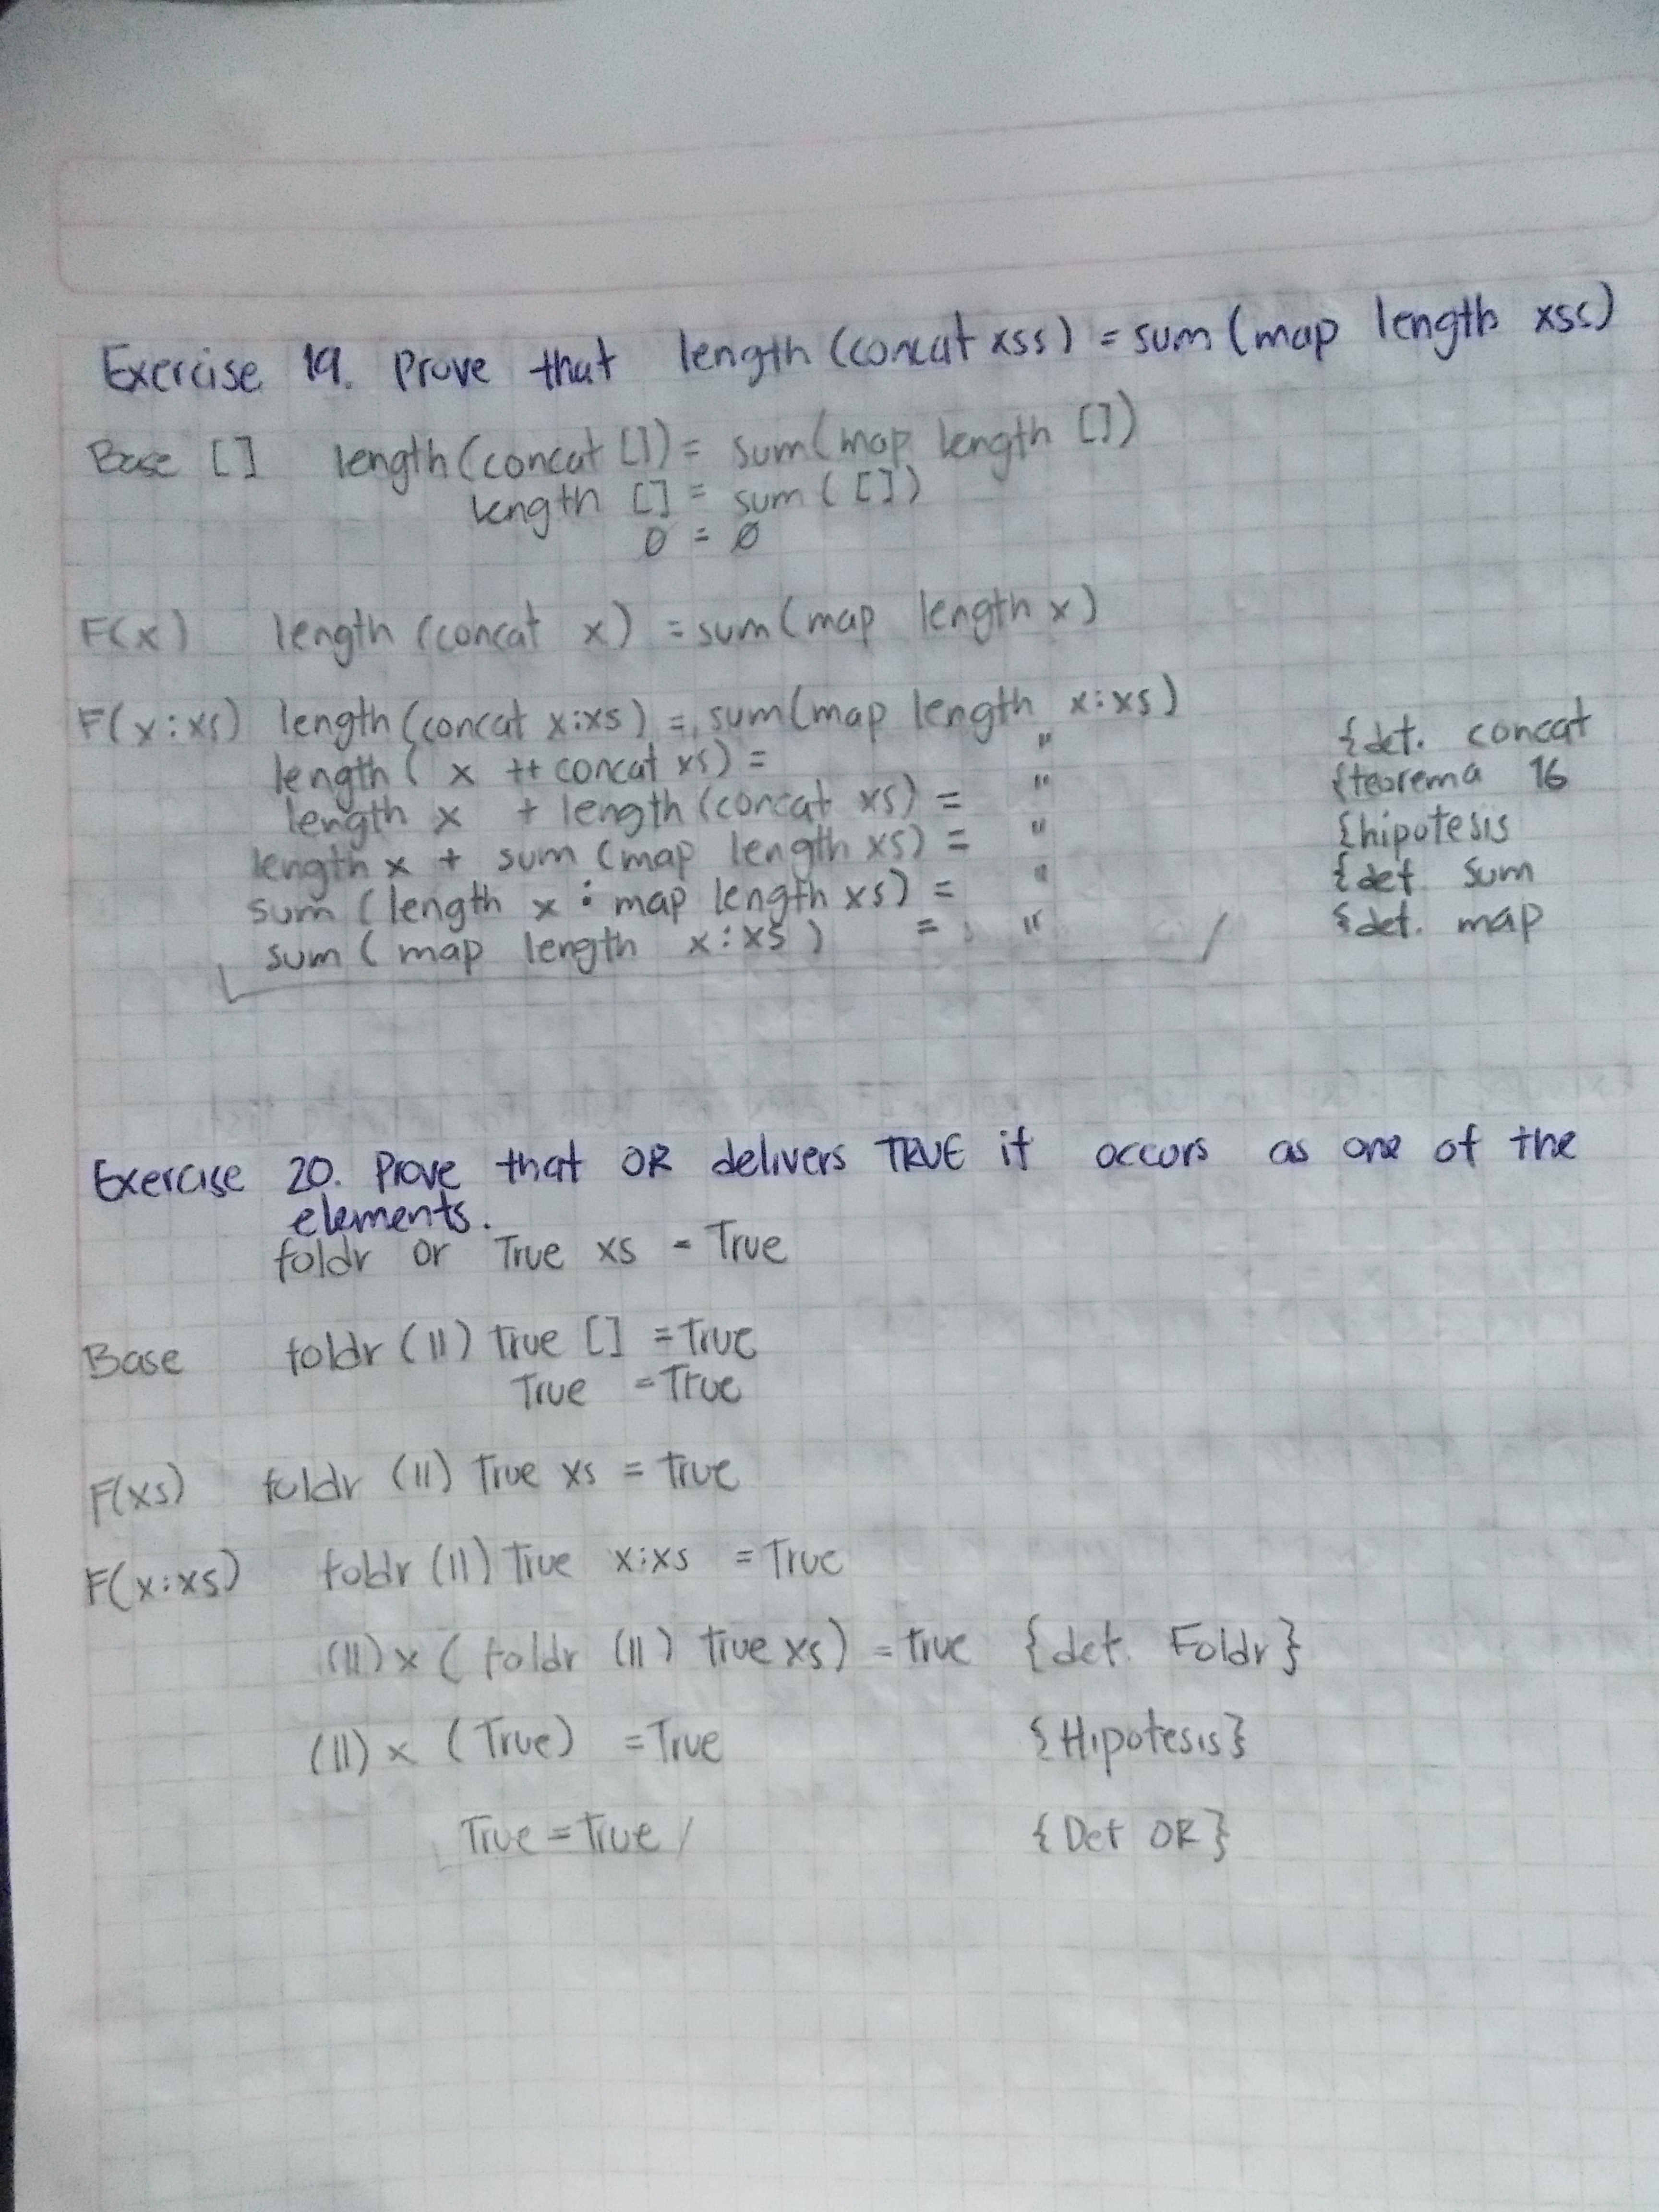 Exercise 19. Prove that length (concat xss) = sum (map length xss)
Base [] length (concat []) = sum (map length [])
length [] = sum ([])
0 = Ø
F(x) length (concat x) = sum (map length x)
F(x:xs) length (concat x:xs) = sum (map length x:xs)
length ( x ++ concat xs) = " {def. concat
length x + length (concat xs) = " {teorema 16
length x + sum (map length xs) = " {hipotesis
sum (length x : map length xs) = " {def sum
sum ( map length x:xs ) = " {def. map
Exercise 20. Prove that OR delivers TRUE if occurs as one of the
elements.
foldr or True xs = True
Base foldr (||) True [] = True
True = True
F(xs) foldr (||) True xs = True
F(x:xs) foldr (||) True x:xs = True
(||) x ( foldr (||) True xs) = True {def. Foldr}
(||) x (True) = True {Hipotesis}
True = True / {Def OR}